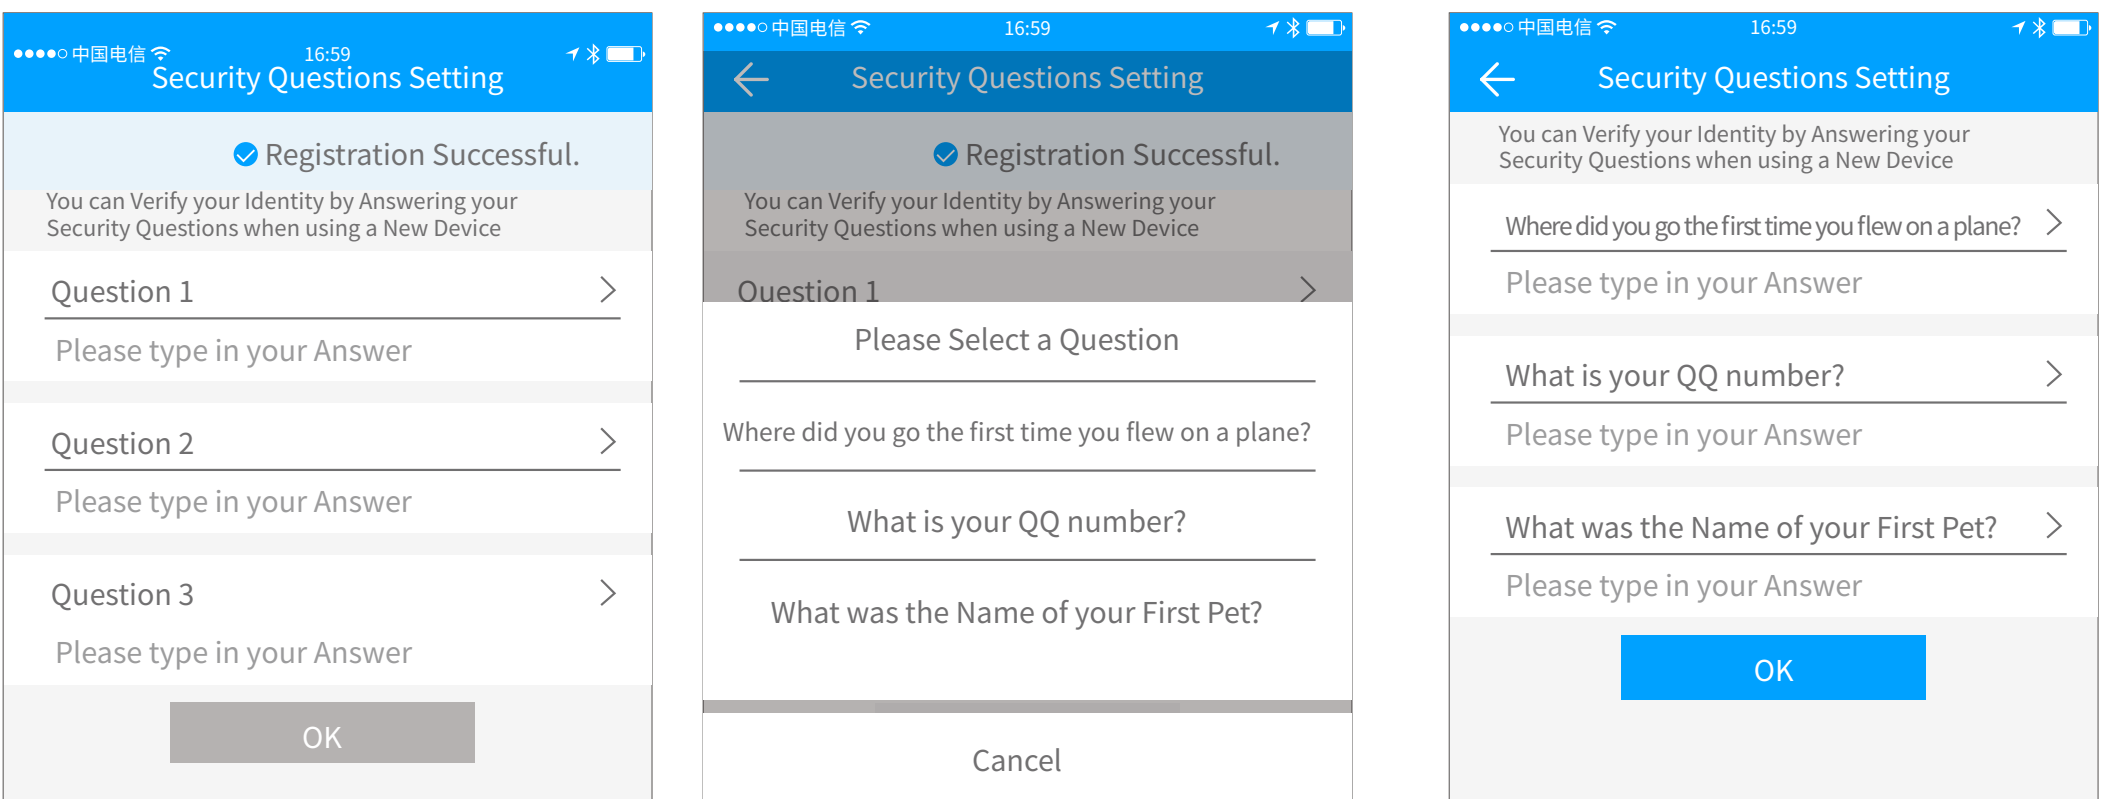 中国电信 16:59
Security Questions Setting
Registration Successful.
You can Verify your Identity by Answering your
Security Questions when using a New Device
Question 1
Please type in your Answer
Question 2
Please type in your Answer
Question 3
Please type in your Answer
OK
中国电信 16:59
Security Questions Setting
Registration Successful.
You can Verify your Identity by Answering your
Security Questions when using a New Device
Question 1
Please Select a Question
Where did you go the first time you flew on a plane?
What is your QQ number?
What was the Name of your First Pet?
Cancel
中国电信 16:59
Security Questions Setting
You can Verify your Identity by Answering your
Security Questions when using a New Device
Where did you go the first time you flew on a plane?
Please type in your Answer
What is your QQ number?
Please type in your Answer
What was the Name of your First Pet?
Please type in your Answer
OK